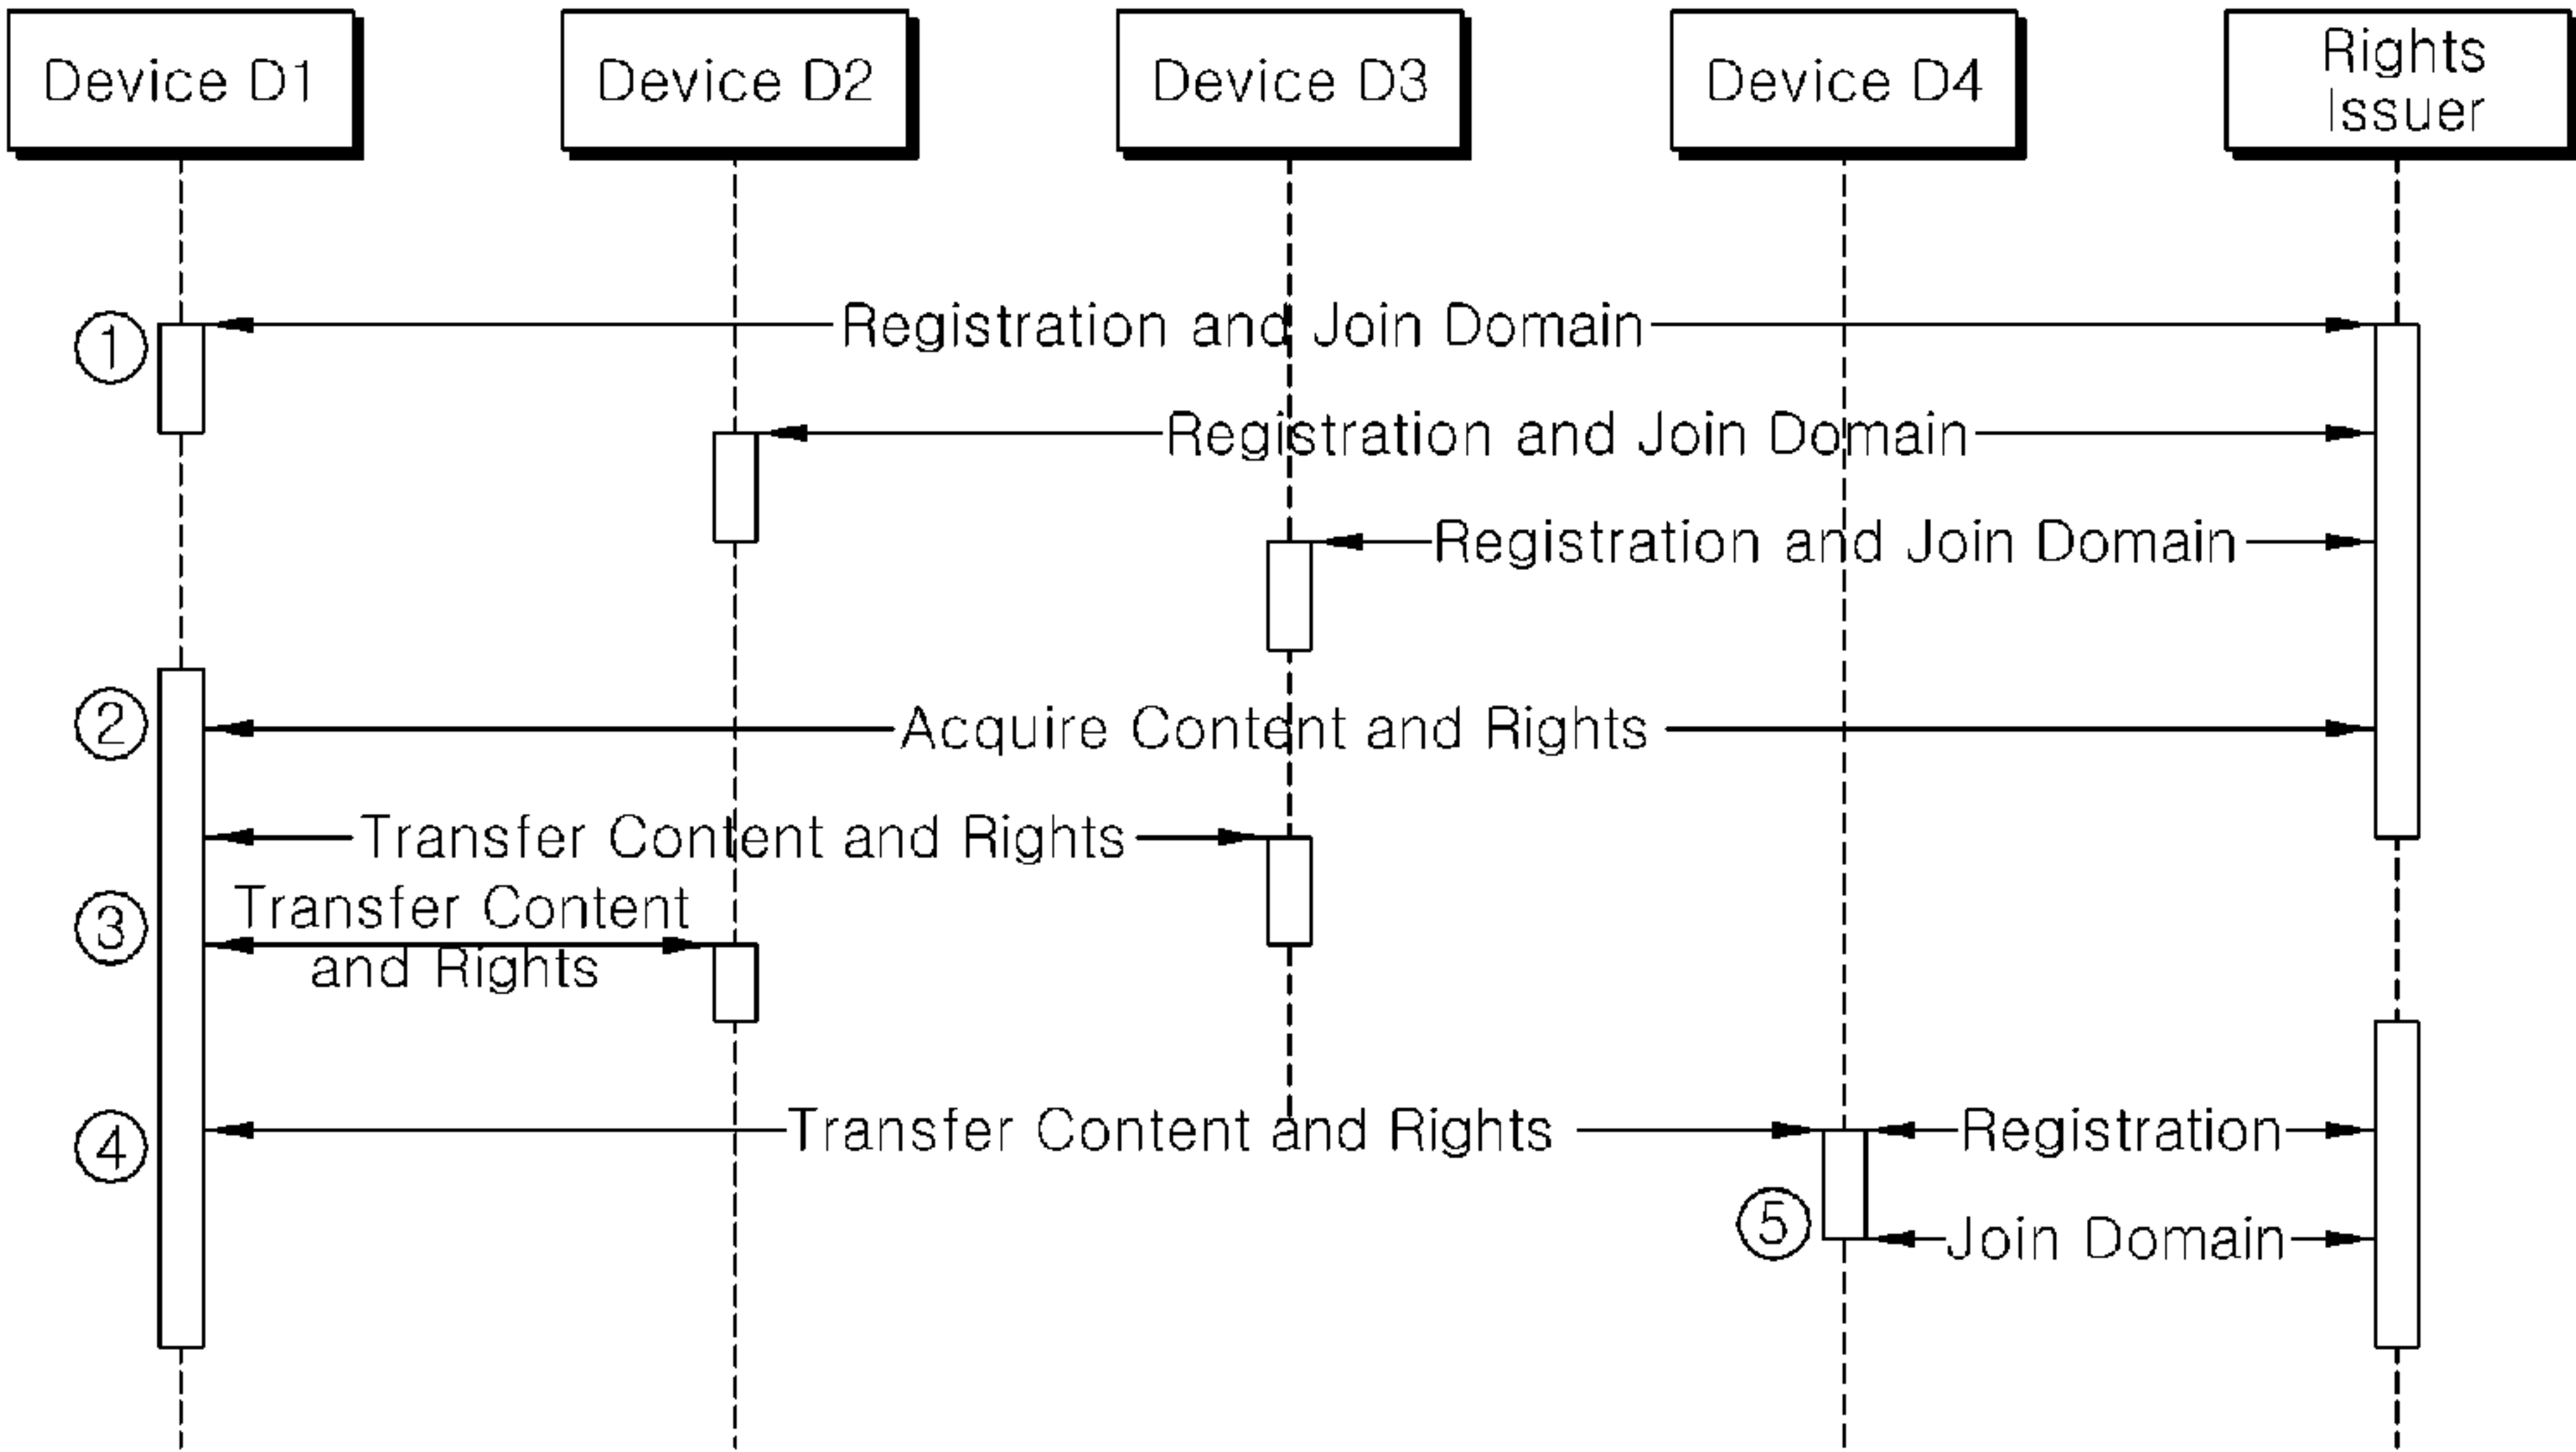 Device D1
Device D2
Device D3
Device D4
Rights
Issuer
① Registration and Join Domain
Registration and Join Domain
Registration and Join Domain
② Acquire Content and Rights
Transfer Content and Rights
③ Transfer Content
and Rights
④ Transfer Content and Rights
Registration
⑤ Join Domain